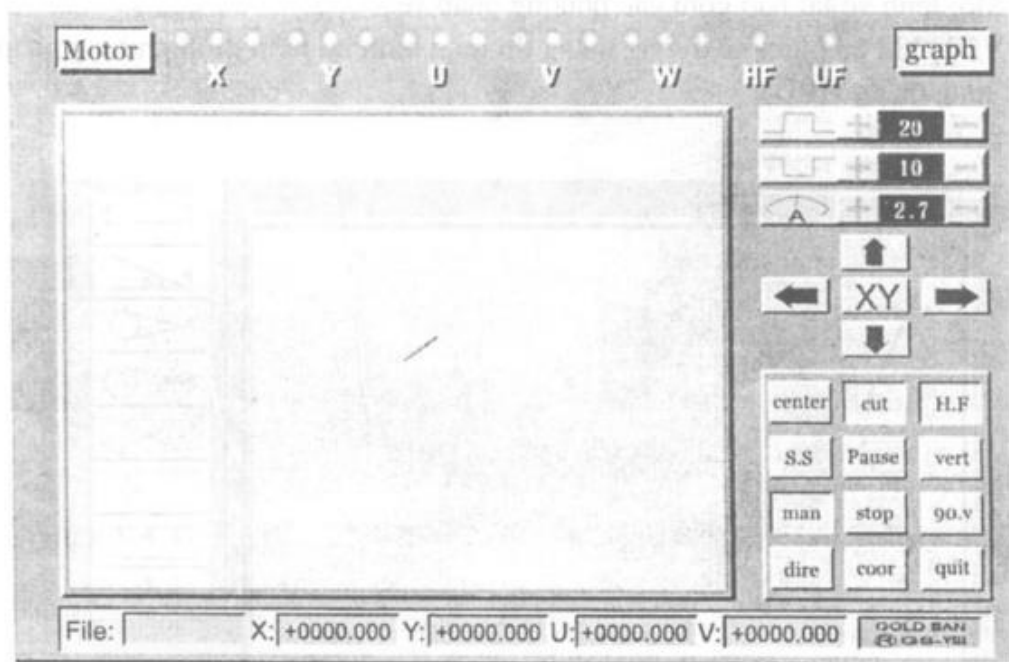 Motor
graph
X Y U V W HF UF
20
10
A 2.7
XY
center cut H.F
S.S Pause vert
man stop 90.v
dire coor quit
File: X: +0000.000 Y: +0000.000 U: +0000.000 V: +0000.000
GOLD BAN